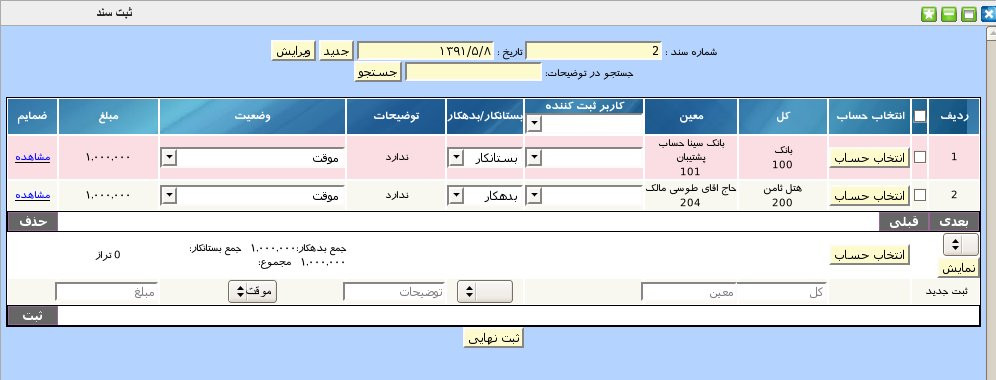 ثبت سند
شماره سند : 2 تاریخ : ۱۳۹۱/۵/۸ جدید ویرایش
جستجو در توضیحات: جستجو
ردیف انتخاب حساب کل معین کاربر ثبت کننده بستانکار/بدهکار توضیحات وضعیت مبلغ ضمایم
1 انتخاب حساب بانک 100 بانک سینا حساب پشتیبان 101 بستانکار ندارد موقت ۱،۰۰۰،۰۰۰ مشاهده
2 انتخاب حساب هتل ثامن 200 حاج اقای طوسی مالک 204 بدهکار ندارد موقت ۱،۰۰۰،۰۰۰ مشاهده
بعدی قبلی حذف
نمایش انتخاب حساب جمع بدهکار:۱،۰۰۰،۰۰۰ جمع بستانکار: ۱،۰۰۰،۰۰۰ مجموع: 0 تراز
ثبت جدید کل معین توضیحات موقت مبلغ
ثبت
ثبت نهایی